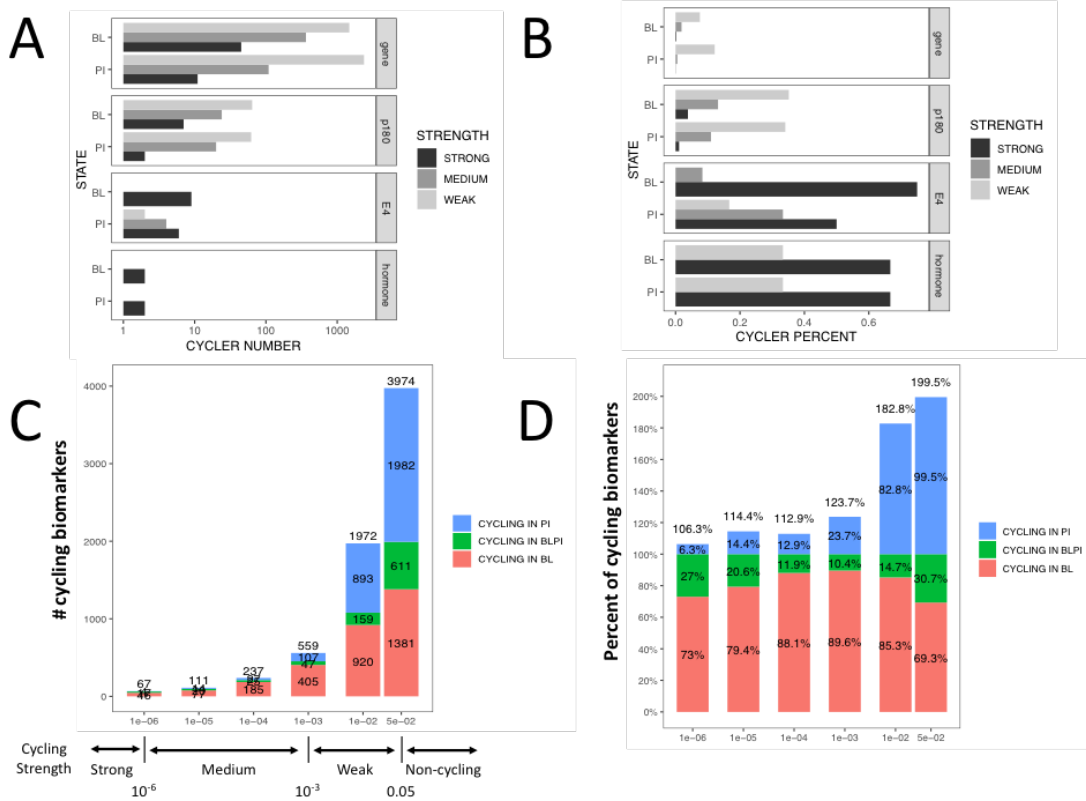 A
BL
PI
gene
BL
PI
p180
BL
PI
E4
BL
PI
hormone
STATE
1
10
100
1000
CYCLER NUMBER
STRENGTH
STRONG
MEDIUM
WEAK
B
BL
PI
gene
BL
PI
p180
BL
PI
E4
BL
PI
hormone
STATE
0.0
0.2
0.4
0.6
CYCLER PERCENT
STRENGTH
STRONG
MEDIUM
WEAK
C
# cycling biomarkers
4000
3000
2000
1000
0
67
46
111
77
237
185
559
107
47
405
1972
893
159
920
3974
1982
611
1381
1e−06
1e−05
1e−04
1e−03
1e−02
5e−02
CYCLING IN PI
CYCLING IN BLPI
CYCLING IN BL
Cycling
Strength
Strong
Medium
Weak
Non-cycling
10-6
10-3
0.05
D
Percent of cycling biomarkers
200%
180%
160%
140%
120%
100%
80%
60%
40%
20%
0%
106.3%
6.3%
27%
73%
114.4%
14.4%
20.6%
79.4%
112.9%
12.9%
11.9%
88.1%
123.7%
23.7%
10.4%
89.6%
182.8%
82.8%
14.7%
85.3%
199.5%
99.5%
30.7%
69.3%
1e−06
1e−05
1e−04
1e−03
1e−02
5e−02
CYCLING IN PI
CYCLING IN BLPI
CYCLING IN BL